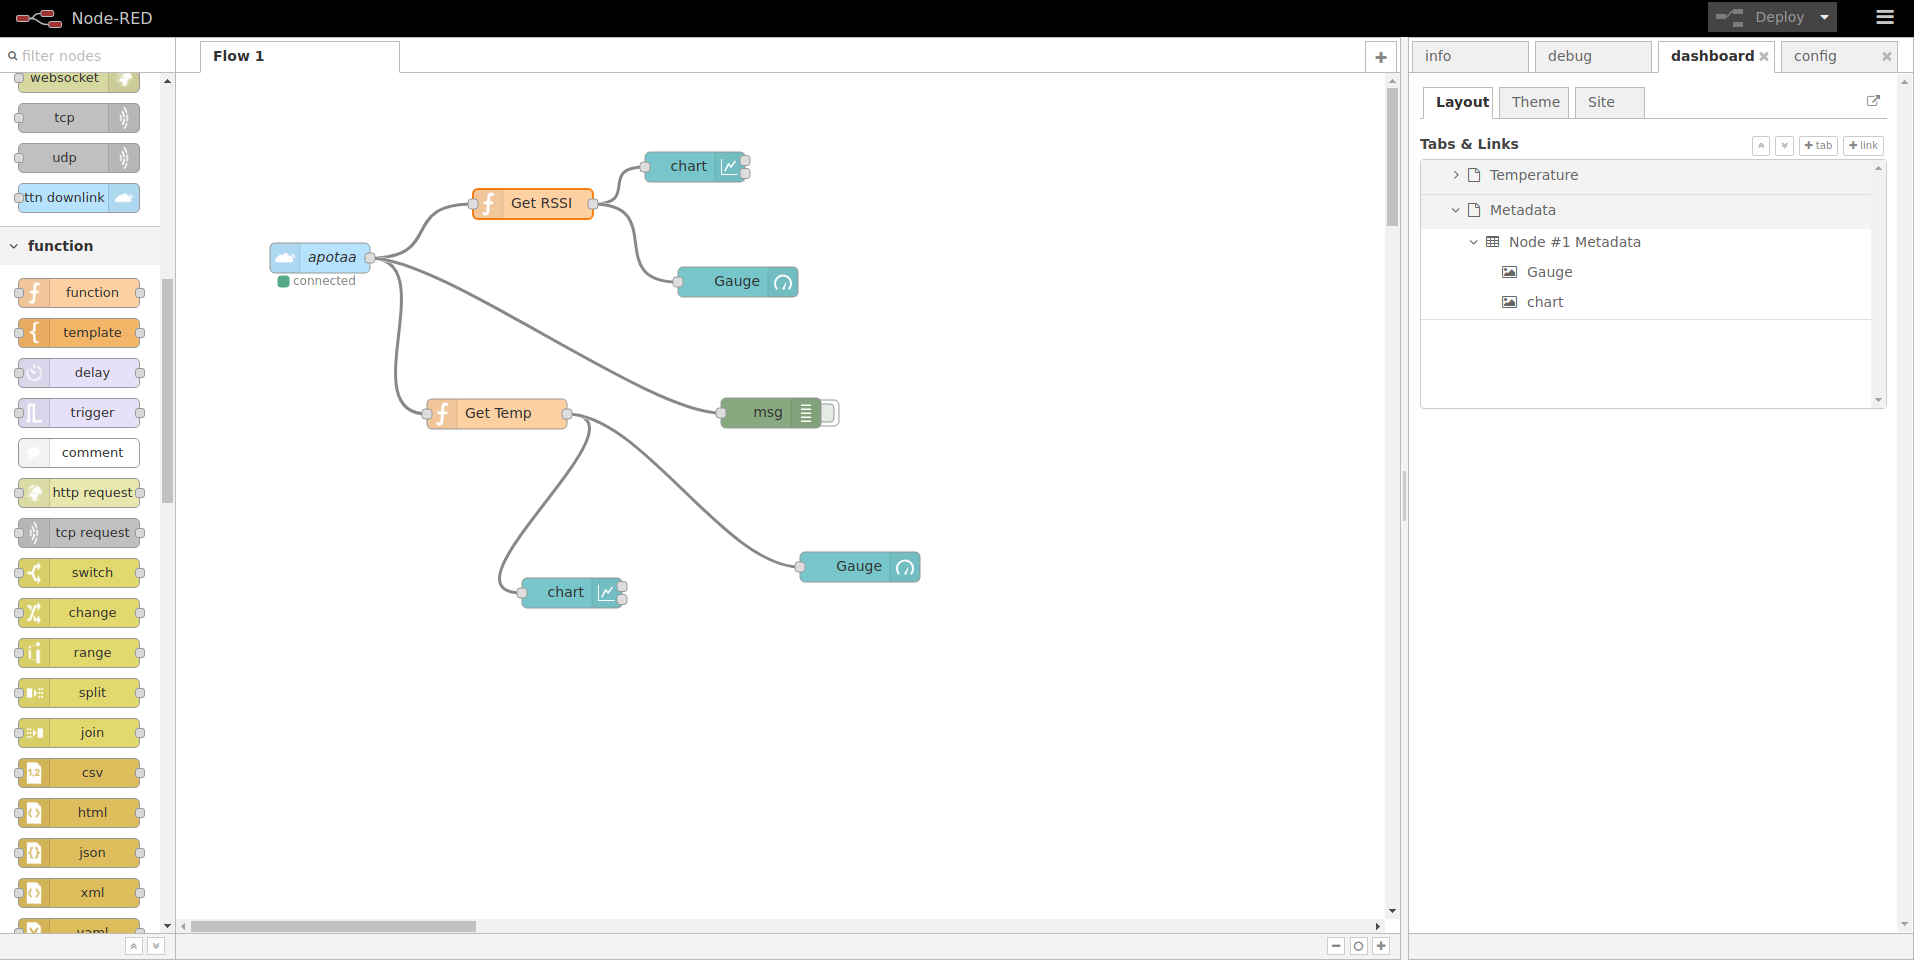 Node-RED
Deploy
filter nodes
websocket
tcp
udp
ttn downlink
function
function
template
delay
trigger
comment
http request
tcp request
switch
change
range
split
join
csv
html
json
xml
yaml
Flow 1
chart
Get RSSI
apotaa
connected
Gauge
Get Temp
msg
Gauge
chart
info
debug
dashboard
config
Layout
Theme
Site
Tabs & Links
tab
link
Temperature
Metadata
Node #1 Metadata
Gauge
chart